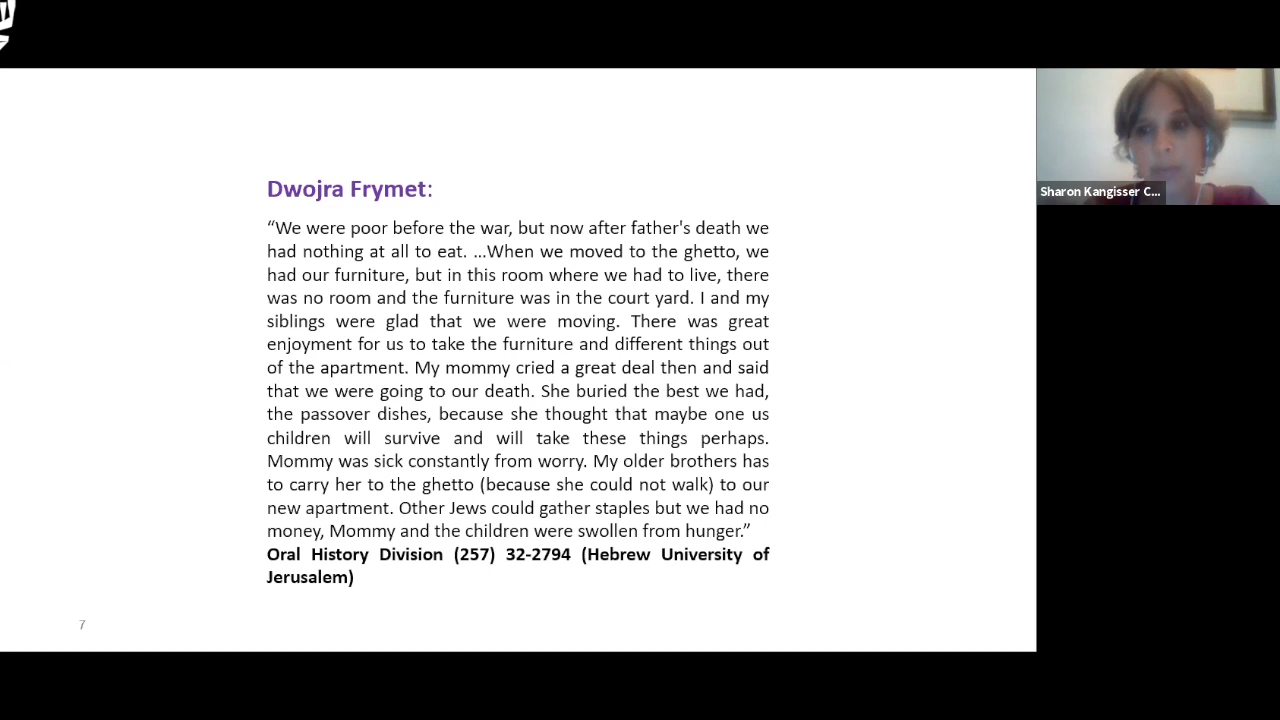 Dwojra Frymet:
“We were poor before the war, but now after father's death we
had nothing at all to eat. ...When we moved to the ghetto, we
had our furniture, but in this room where we had to live, there
was no room and the furniture was in the court yard. I and my
siblings were glad that we were moving. There was great
enjoyment for us to take the furniture and different things out
of the apartment. My mommy cried a great deal then and said
that we were going to our death. She buried the best we had,
the passover dishes, because she thought that maybe one us
children will survive and will take these things perhaps.
Mommy was sick constantly from worry. My older brothers has
to carry her to the ghetto (because she could not walk) to our
new apartment. Other Jews could gather staples but we had no
money, Mommy and the children were swollen from hunger.”
Oral History Division (257) 32-2794 (Hebrew University of
Jerusalem)
7
Sharon Kangisser C...